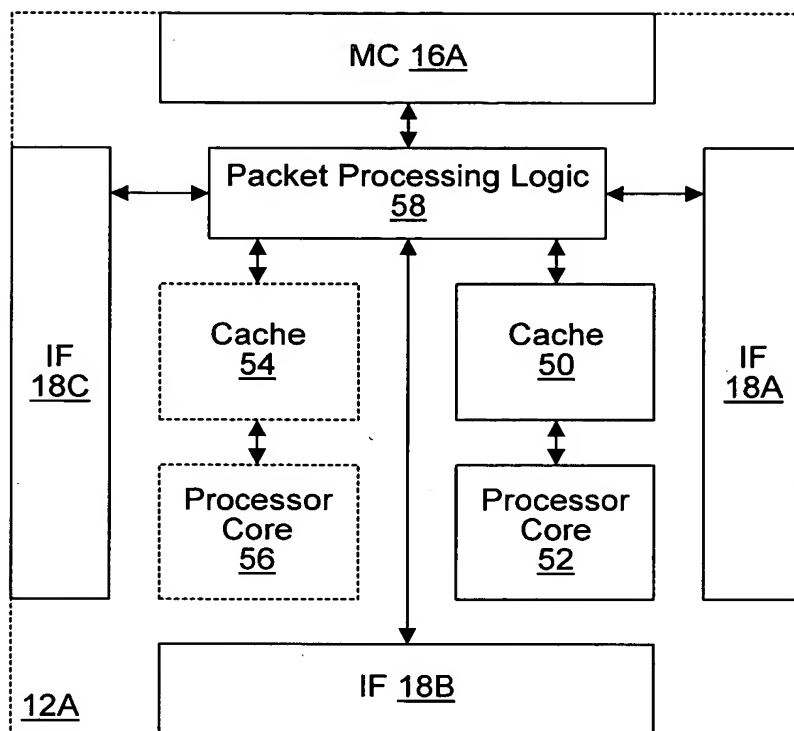 MC 16A
Packet Processing Logic
58
IF
18C
Cache
54
Cache
50
IF
18A
Processor
Core
56
Processor
Core
52
IF 18B
12A